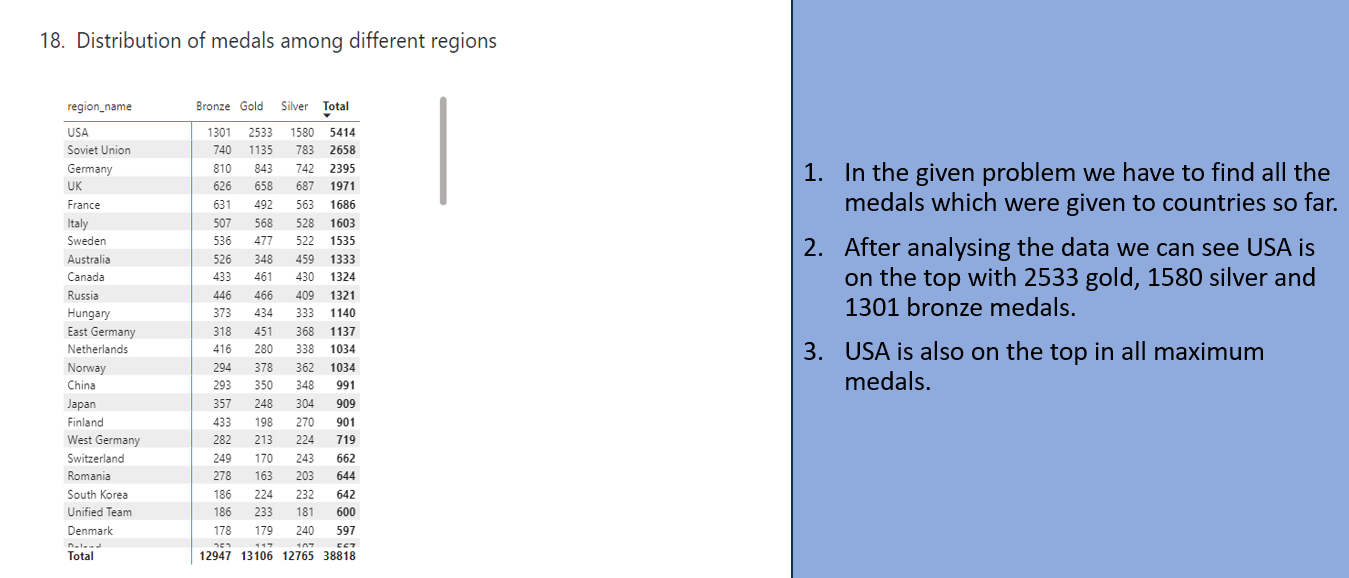 18. Distribution of medals among different regions
region_name Bronze Gold Silver Total
USA 1301 2533 1580 5414
Soviet Union 740 1135 783 2658
Germany 810 843 742 2395
UK 626 658 687 1971
France 631 492 563 1686
Italy 507 568 528 1603
Sweden 536 477 522 1535
Australia 526 348 459 1333
Canada 433 461 430 1324
Russia 446 466 409 1321
Hungary 373 434 333 1140
East Germany 318 451 368 1137
Netherlands 416 280 338 1034
Norway 294 378 362 1034
China 293 350 348 991
Japan 357 248 304 909
Finland 433 198 270 901
West Germany 282 213 224 719
Switzerland 249 170 243 662
Romania 278 163 203 644
South Korea 186 224 232 642
Unified Team 186 233 181 600
Denmark 178 179 240 597
Total 12947 13106 12765 38818
1. In the given problem we have to find all the
medals which were given to countries so far.
2. After analysing the data we can see USA is
on the top with 2533 gold, 1580 silver and
1301 bronze medals.
3. USA is also on the top in all maximum
medals.